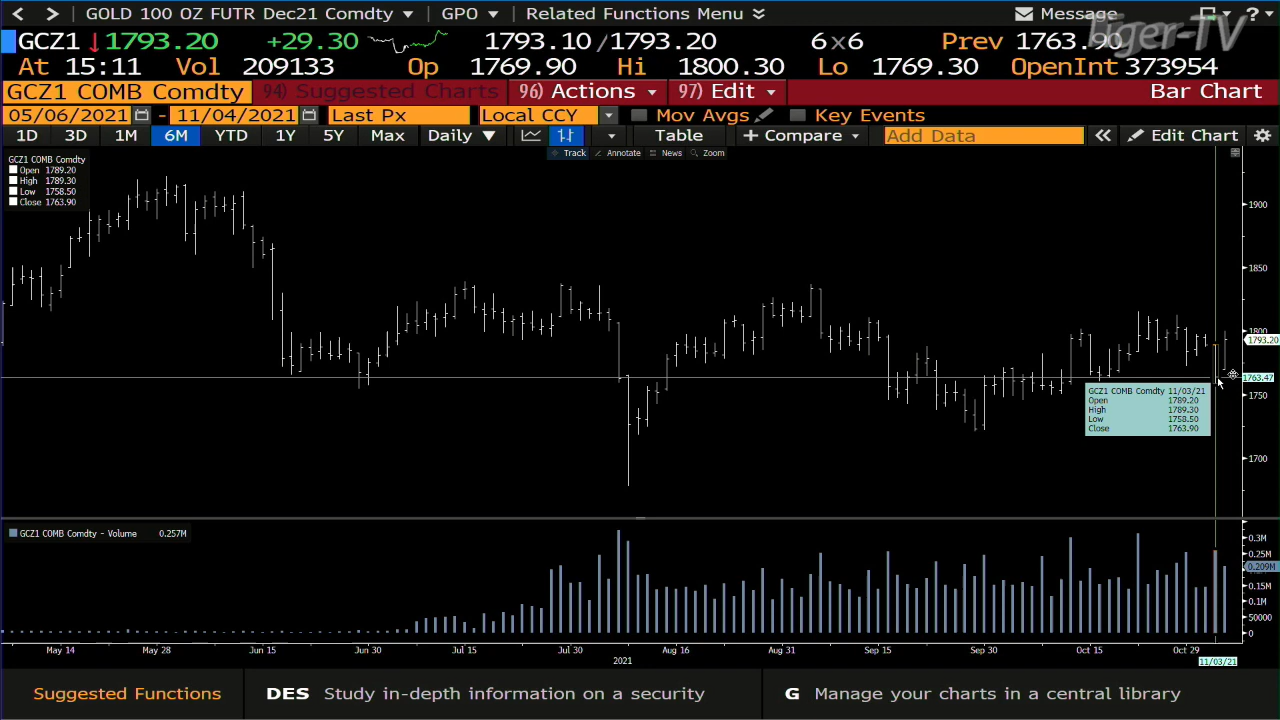 GOLD 100 OZ FUTR Dec21 Comdty GPO Related Functions Menu Message ?
GCZ1 1793.20 +29.30 1793.10/1793.20 6x6 Prev 1763.90
Tiger-TV
At 15:11 Vol 209133 Op 1769.90 Hi 1800.30 Lo 1769.30 OpenInt 373954
GCZ1 COMB Comdty 94) Suggested Charts 96) Actions 97) Edit Bar Chart
05/06/2021 - 11/04/2021 Last Px Local CCY Mov Avgs Key Events
1D 3D 1M 6M YTD 1Y 5Y Max Daily Table + Compare Add Data « Edit Chart
Track Annotate News Zoom
GCZ1 COMB Comdty
Open 1789.20
High 1789.30
Low 1758.50
Close 1763.90
1900
1850
1800
1793.20
1763.47
1750
1700
GCZ1 COMB Comdty 11/03/21
Open 1789.20
High 1789.30
Low 1758.50
Close 1763.90
GCZ1 COMB Comdty - Volume 0.257M
0.3M
0.25M
0.209M
0.15M
0.1M
50000
0
May 14 May 28 Jun 15 Jun 30 Jul 15 Jul 30 Aug 16 Aug 31 Sep 15 Sep 30 Oct 15 Oct 29
2021 11/03/21
Suggested Functions DES Study in-depth information on a security G Manage your charts in a central library